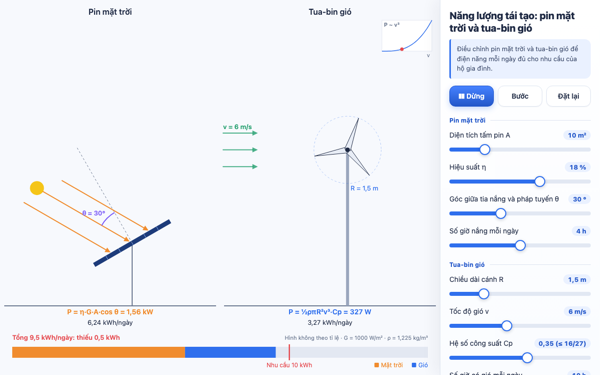 Pin mặt trời
θ = 30°
P = η·G·A·cos θ = 1,56 kW
6,24 kWh/ngày
Tua-bin gió
P ~ v³
v
v = 6 m/s
R = 1,5 m
P = ½ρπR²v³·Cp = 327 W
3,27 kWh/ngày
Tổng 9,5 kWh/ngày: thiếu 0,5 kWh
Hình không theo tỉ lệ · G = 1000 W/m² · ρ = 1,225 kg/m³
Nhu cầu 10 kWh
Mặt trời
Gió
Năng lượng tái tạo: pin mặt
trời và tua-bin gió
Điều chỉnh pin mặt trời và tua-bin gió để
điện năng mỗi ngày đủ cho nhu cầu của
hộ gia đình.
Dừng
Bước
Đặt lại
Pin mặt trời
Diện tích tấm pin A
10 m²
Hiệu suất η
18 %
Góc giữa tia nắng và pháp tuyến θ
30 °
Số giờ nắng mỗi ngày
4 h
Tua-bin gió
Chiều dài cánh R
1,5 m
Tốc độ gió v
6 m/s
Hệ số công suất Cp
0,35 (≤ 16/27)